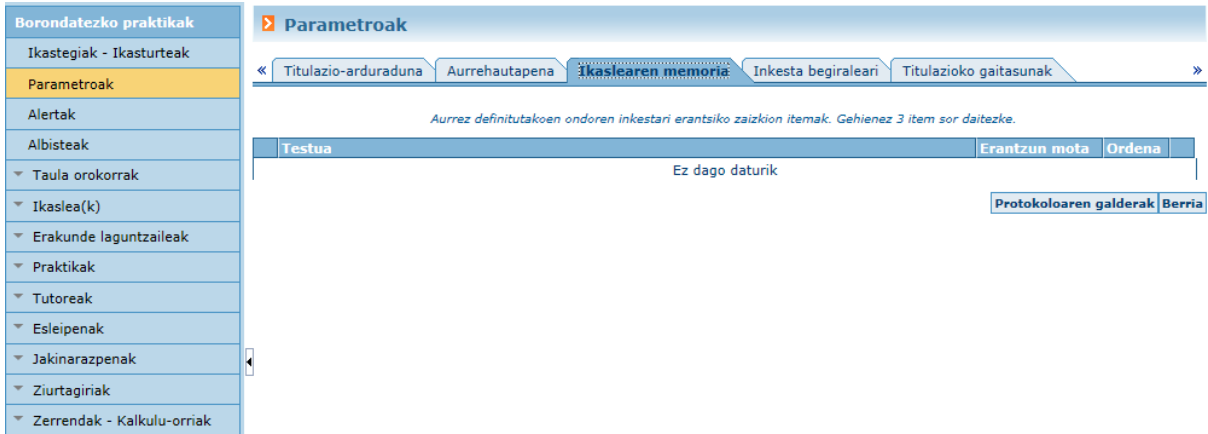 Borondatezko praktikak
Ikastegiak - Ikasturteak
Parametroak
Alertak
Albisteak
Taula orokorrak
Ikaslea(k)
Erakunde laguntzaileak
Praktikak
Tutoreak
Esleipenak
Jakinarazpenak
Ziurtagiriak
Zerrendak - Kalkulu-orriak
Parametroak
« Titulazio-arduraduna Aurrehautapena Ikaslearen memoria Inkesta begiraleari Titulazioko gaitasunak »
Aurrez definitutakoen ondoren inkestari erantsiko zaizkion itemak. Gehienez 3 item sor daitezke.
Testua Erantzun mota Ordena
Ez dago daturik
Protokoloaren galderak Berria